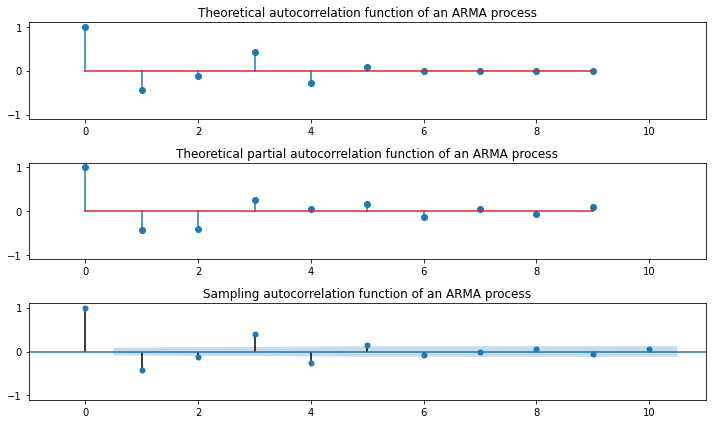 Theoretical autocorrelation function of an ARMA process
1
0
−1
0 2 4 6 8 10
Theoretical partial autocorrelation function of an ARMA process
1
0
−1
0 2 4 6 8 10
Sampling autocorrelation function of an ARMA process
1
0
−1
0 2 4 6 8 10